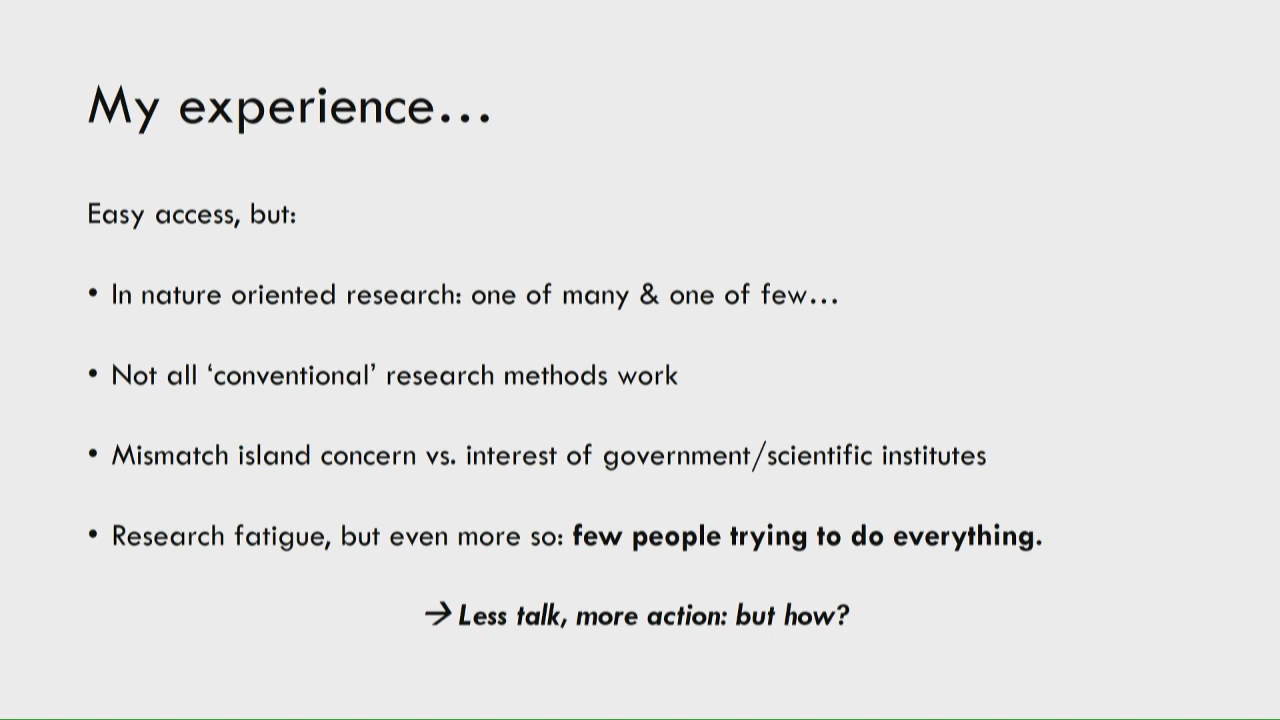 My experience…
Easy access, but:
• In nature oriented research: one of many & one of few…
• Not all ‘conventional’ research methods work
• Mismatch island concern vs. interest of government/scientific institutes
• Research fatigue, but even more so: few people trying to do everything.
→ Less talk, more action: but how?